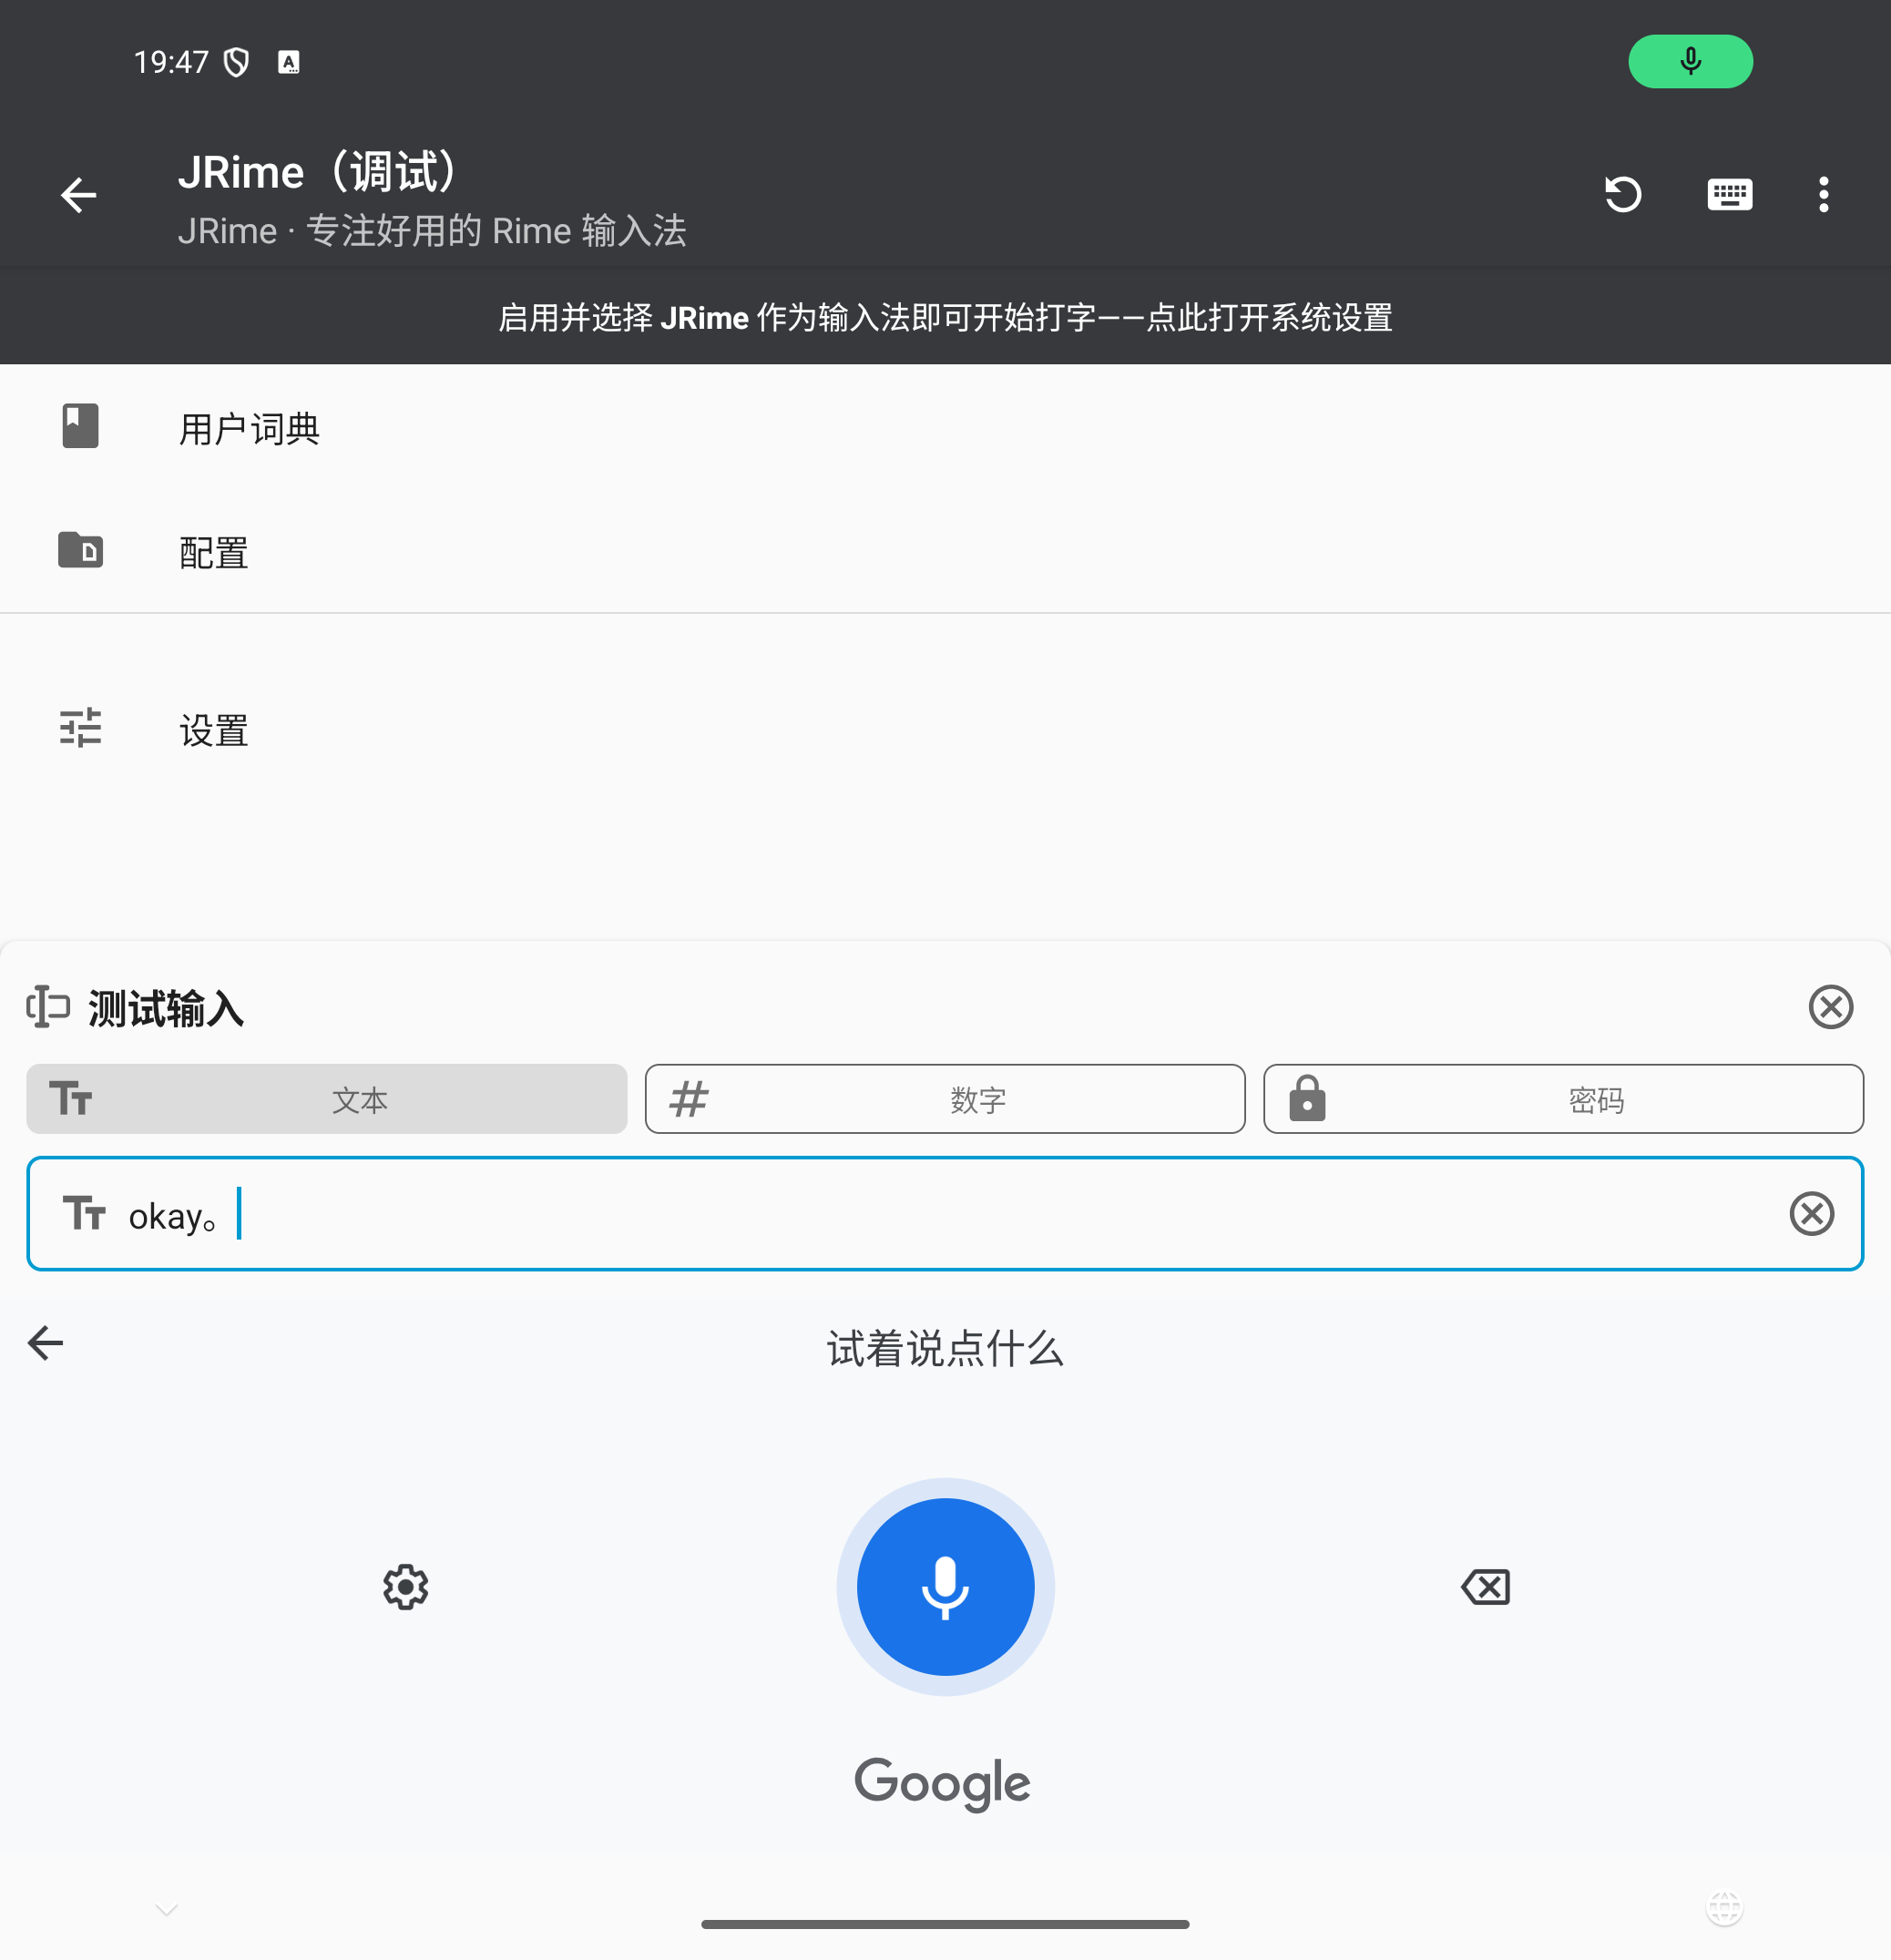 19:47
JRime（调试）
JRime · 专注好用的 Rime 输入法
启用并选择 JRime 作为输入法即可开始打字——点此打开系统设置
用户词典
配置
设置
测试输入
文本 数字 密码
okay。
试着说点什么
Google